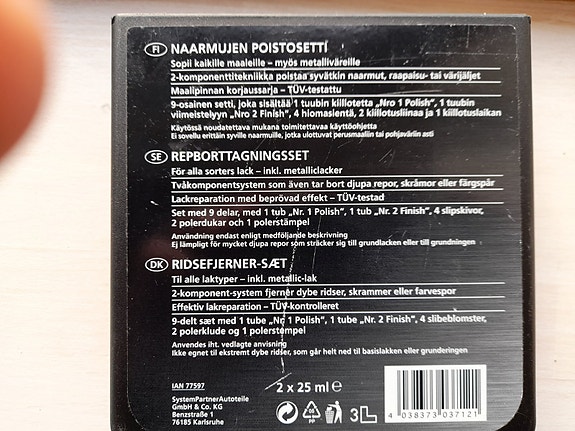 FI NAARMUJEN POISTOSETTI
Sopii kaikille maaleille – myös metalliväreille
2-komponenttitekniikka poistaa syvätkin naarmut, raapaisu- tai värijäljet
Maalipinnan korjaussarja – TÜV-testattu
9-osainen setti, joka sisältää 1 tuubin kiillotetta „Nro 1 Polish", 1 tuubin
viimeistelyyn „Nro 2 Finish", 4 hiomasientä, 2 kiillotusliinaa ja 1 kiillotuslaikan
Käytössä noudatettava mukana toimitettavaa käyttöohjetta
Ei sovellu erittäin syville naarmuille, jotka ulottuvat perusmaaliin tai pohjaväriin asti
SE REPBORTTAGNINGSSET
För alla sorters lack – inkl. metalliclacker
Tvåkomponentsystem som även tar bort djupa repor, skråmor eller färgspår
Lackreparation med beprövad effekt – TÜV-testad
Set med 9 delar, med 1 tub „Nr. 1 Polish", 1 tub „Nr. 2 Finish", 4 slipskivor,
2 polerdukar och 1 polerstämpel
Användning endast enligt medföljande beskrivning
Ej lämpligt för mycket djupa repor som sträcker sig till grundlacken eller till grundningen
DK RIDSEFJERNER-SÆT
Til alle laktyper – inkl. metallic-lak
2-komponent-system fjerner dybe ridser, skrammer eller farvespor
Effektiv lakreparation – TÜV-kontrolleret
9-delt sæt med 1 tube „Nr. 1 Polish", 1 tube „Nr. 2 Finish", 4 slibeblomster,
2 polerklude og 1 polerstempel
Anvendes iht. vedlagte anvisning
Ikke egnet til ekstremt dybe ridser, som går helt ned til basislakken eller grunderingen
IAN 77597
2 x 25 ml e
SystemPartnerAutoteile
GmbH & Co. KG
Benzstraße 1
76185 Karlsruhe
05
PP
3
4 038373 037121